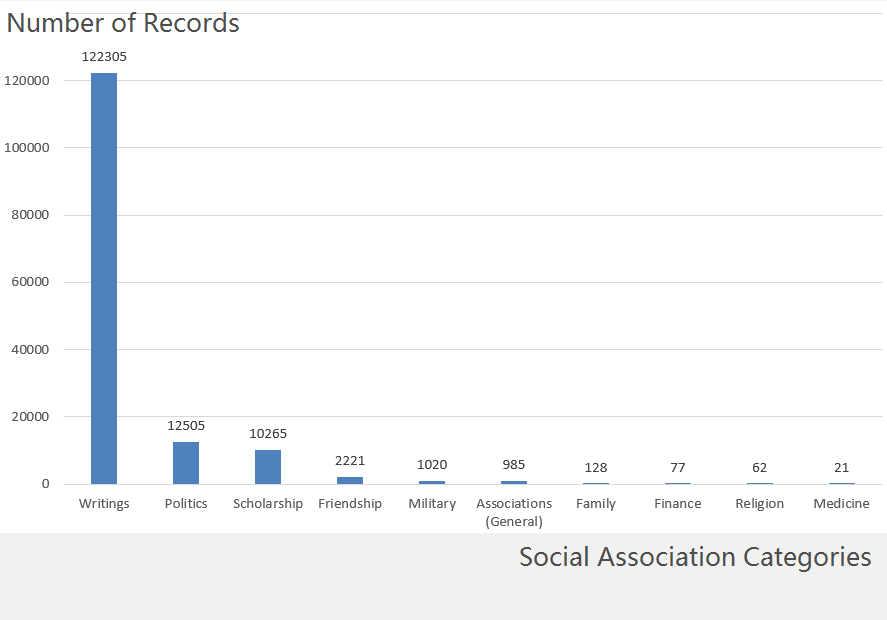 Number of Records
122305
120000
100000
80000
60000
40000
20000
0
12505
10265
2221
1020
985
128
77
62
21
Writings
Politics
Scholarship
Friendship
Military
Associations
(General)
Family
Finance
Religion
Medicine
Social Association Categories